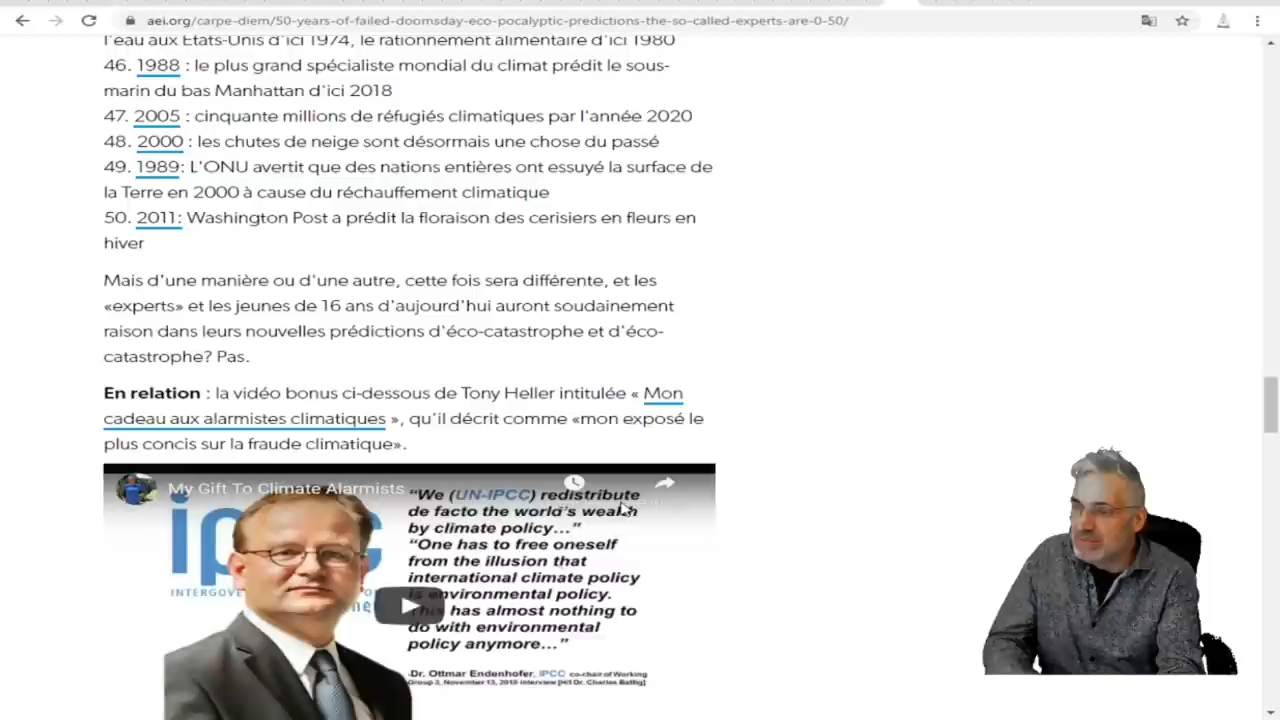 aei.org/carpe-diem/50-years-of-failed-doomsday-eco-pocalyptic-predictions-the-so-called-experts-are-0-50/
l'eau aux États-Unis d'ici 1974, le rationnement alimentaire d'ici 1980
46. 1988 : le plus grand spécialiste mondial du climat prédit le sous-
marin du bas Manhattan d'ici 2018
47. 2005 : cinquante millions de réfugiés climatiques par l'année 2020
48. 2000 : les chutes de neige sont désormais une chose du passé
49. 1989: L'ONU avertit que des nations entières ont essuyé la surface de
la Terre en 2000 à cause du réchauffement climatique
50. 2011: Washington Post a prédit la floraison des cerisiers en fleurs en
hiver
Mais d'une manière ou d'une autre, cette fois sera différente, et les
«experts» et les jeunes de 16 ans d'aujourd'hui auront soudainement
raison dans leurs nouvelles prédictions d'éco-catastrophe et d'éco-
catastrophe? Pas.
En relation : la vidéo bonus ci-dessous de Tony Heller intitulée « Mon
cadeau aux alarmistes climatiques », qu'il décrit comme «mon exposé le
plus concis sur la fraude climatique».
My Gift To Climate Alarmists
ipcc
INTERGOVE
"We (UN-IPCC) redistribute
de facto the world's wealth
by climate policy…"
"One has to free oneself
from the illusion that
international climate policy
is environmental policy.
This has almost nothing to
do with environmental
policy anymore…"
Dr. Ottmar Endenhofer, IPCC co-chair of Working
Group 3, November 13, 2010 interview [H/t Dr. Charles Battig]